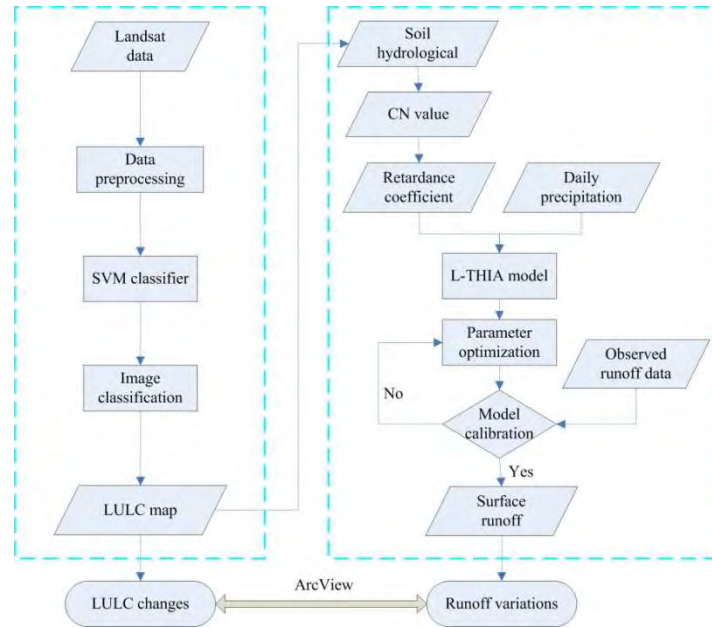 Landsat
data
Data
preprocessing
SVM classifier
Image
classification
LULC map
LULC changes
Soil
hydrological
CN value
Retardance
coefficient
Daily
precipitation
L-THIA model
Parameter
optimization
Observed
runoff data
No
Model
calibration
Yes
Surface
runoff
ArcView
Runoff variations